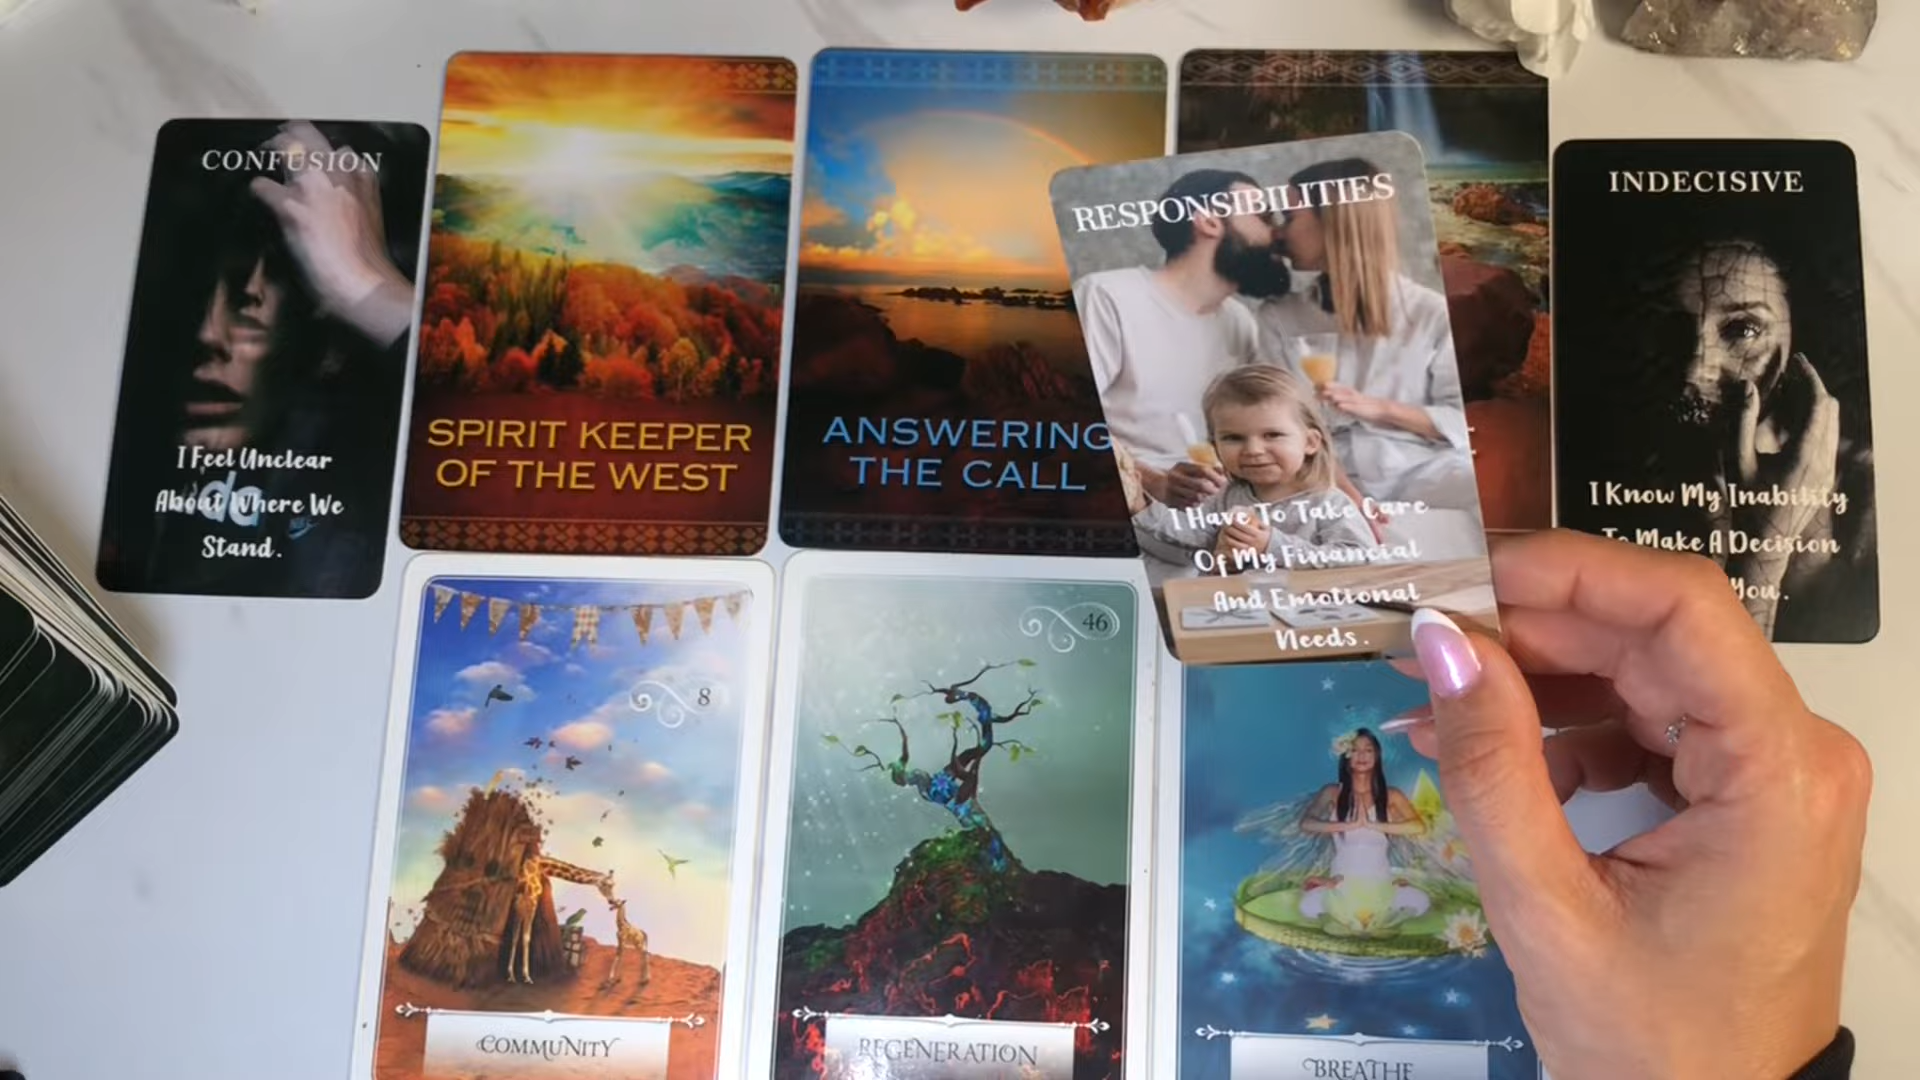 CONFUSION
I Feel Unclear
About Where We
Stand.
SPIRIT KEEPER
OF THE WEST
ANSWERING
THE CALL
RESPONSIBILITIES
I Have To Take Care
Of My Financial
And Emotional
Needs.
INDECISIVE
I Know My Inability
To Make A Decision
You.
8
COMMUNITY
46
REGENERATION
BREATHE